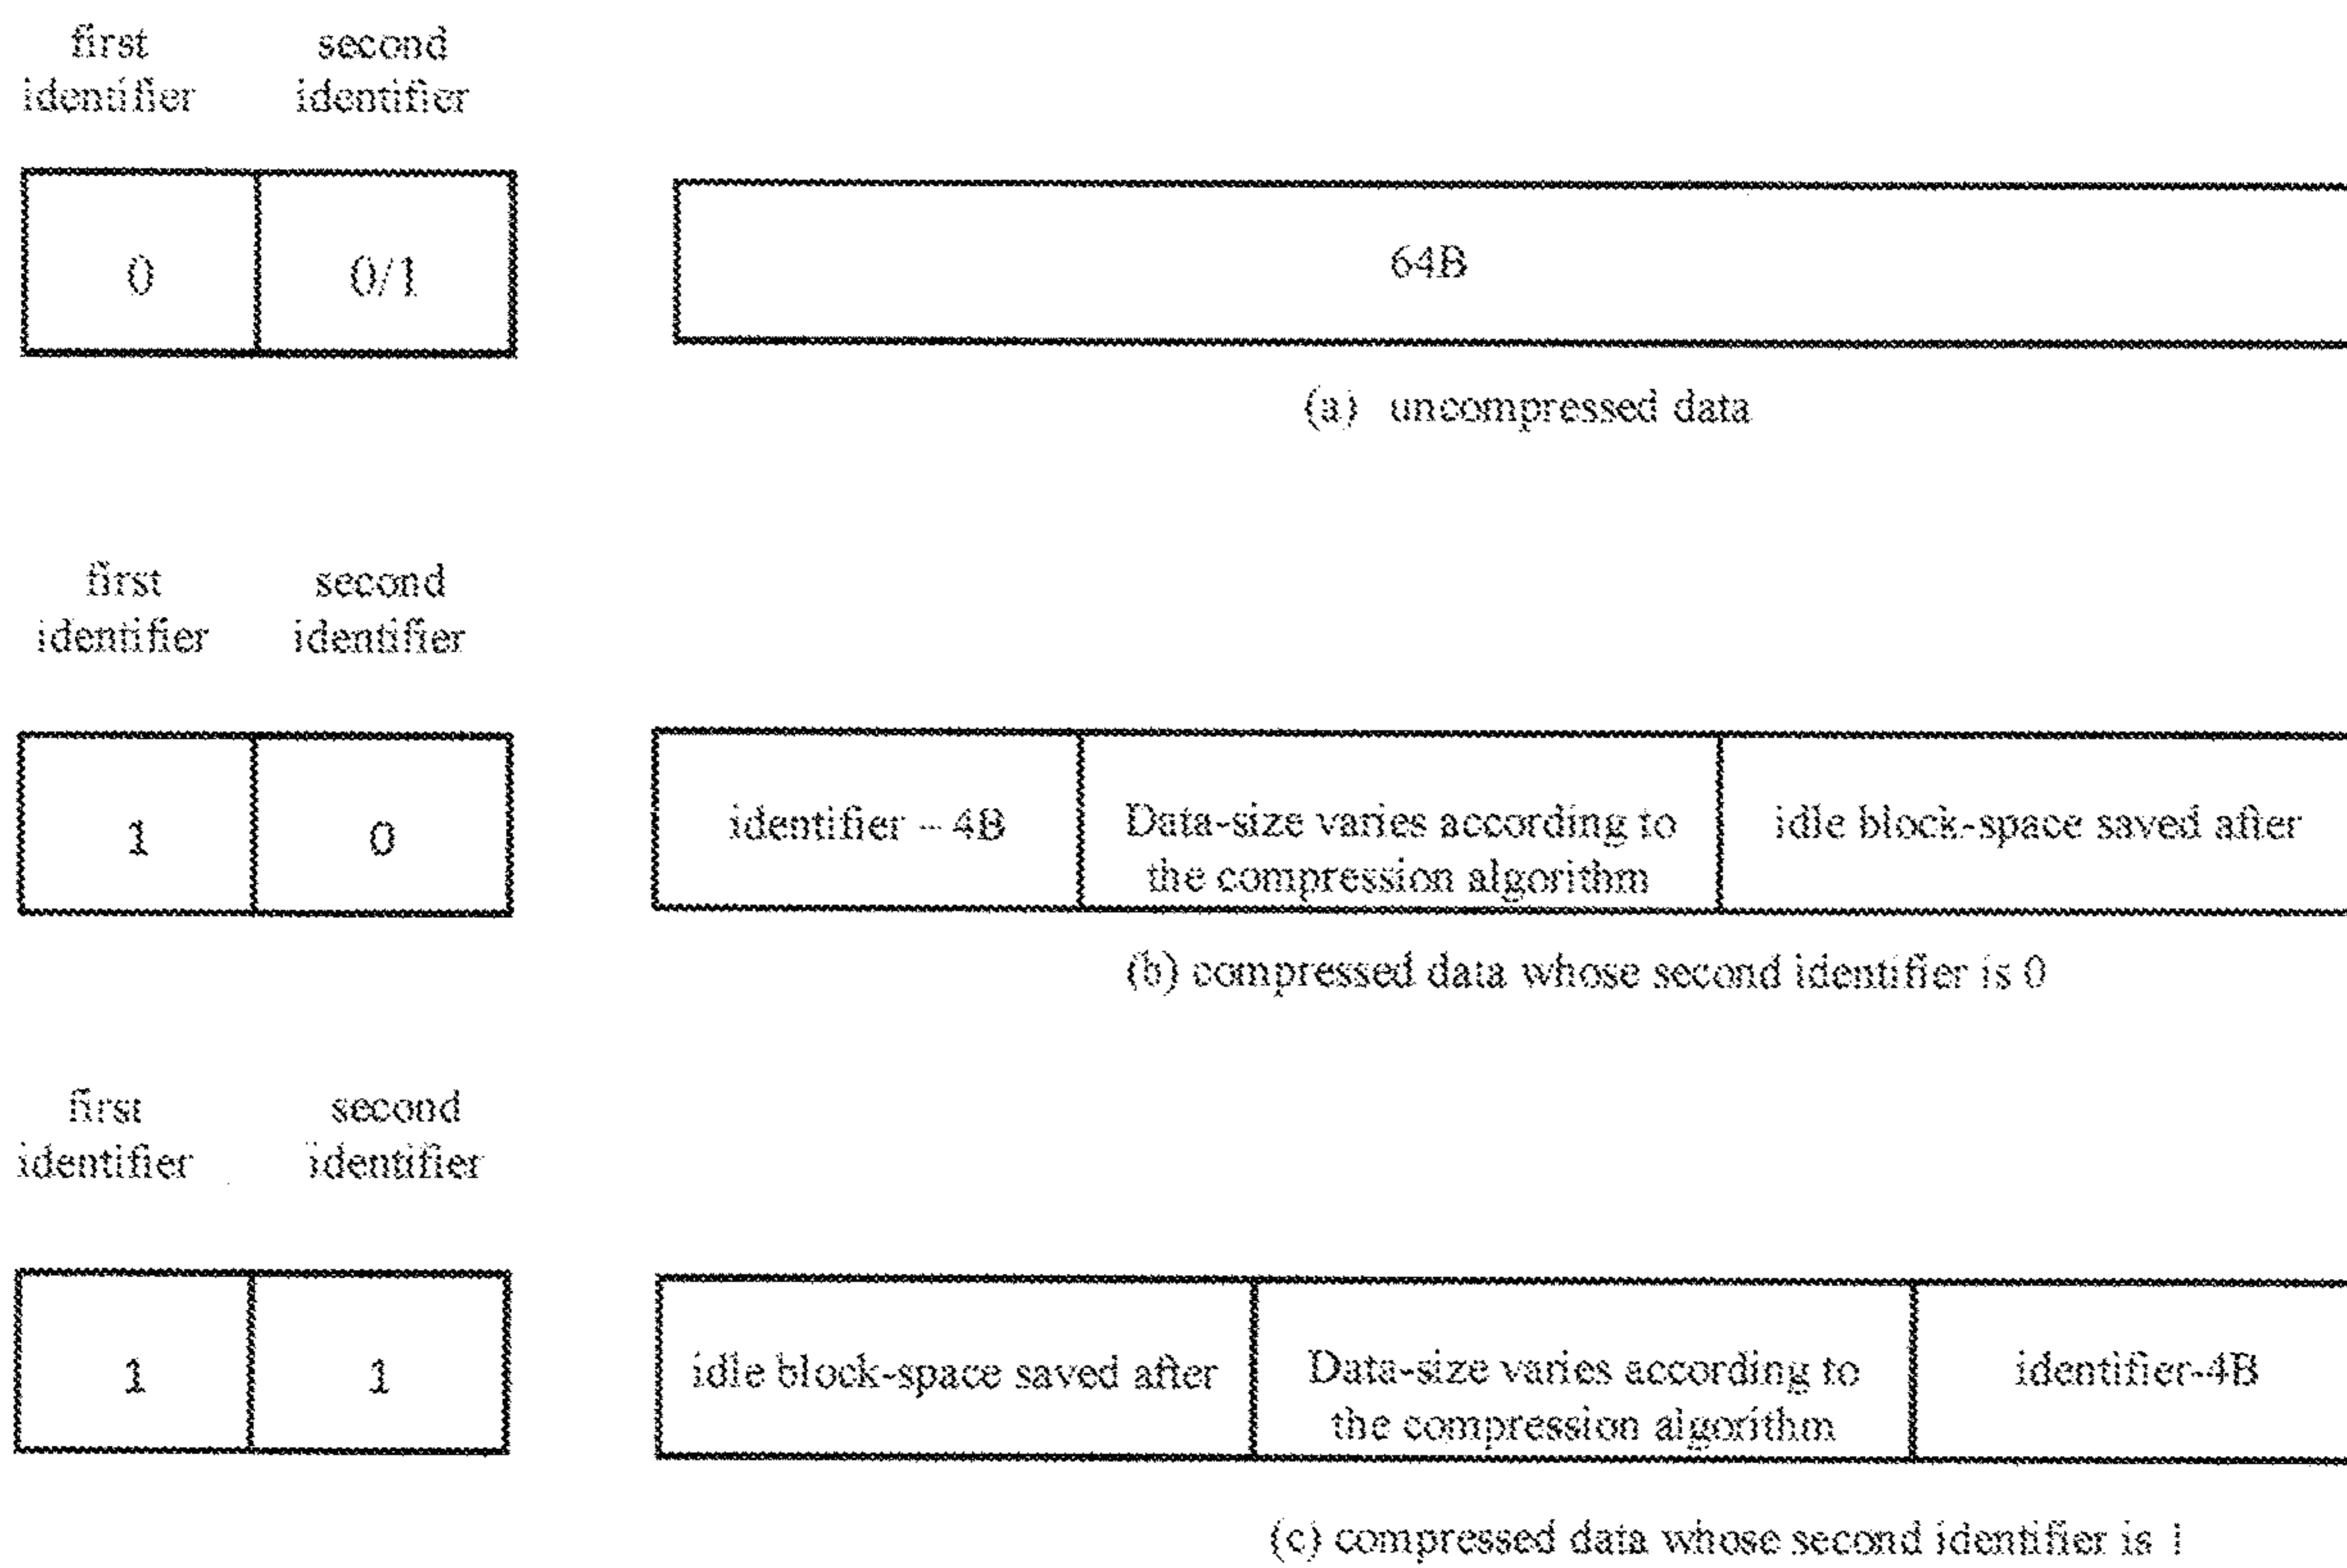 first second
identifier identifier
0 0/1 64B
(a) uncompressed data
first second
identifier identifier
1 0 identifier – 4B Data-size varies according to idle block-space saved after
the compression algorithm
(b) compressed data whose second identifier is 0
first second
identifier identifier
1 1 idle block-space saved after Data-size varies according to identifier-4B
the compression algorithm
(c) compressed data whose second identifier is 1